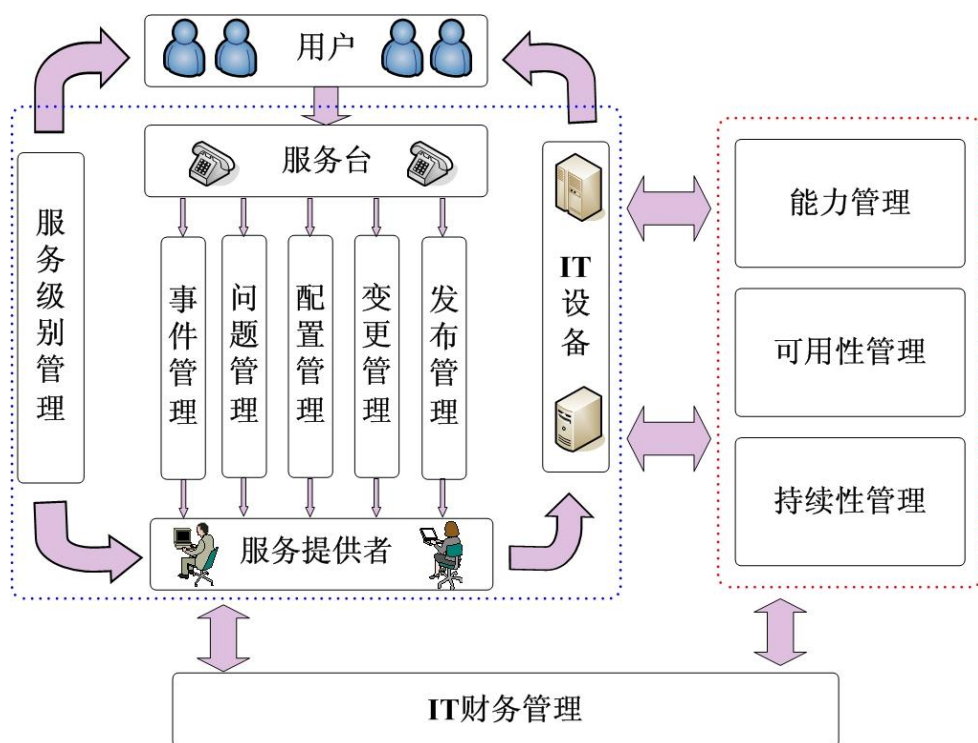 用户
服务台
服务级别管理
事件管理
问题管理
配置管理
变更管理
发布管理
IT设备
服务提供者
能力管理
可用性管理
持续性管理
IT财务管理